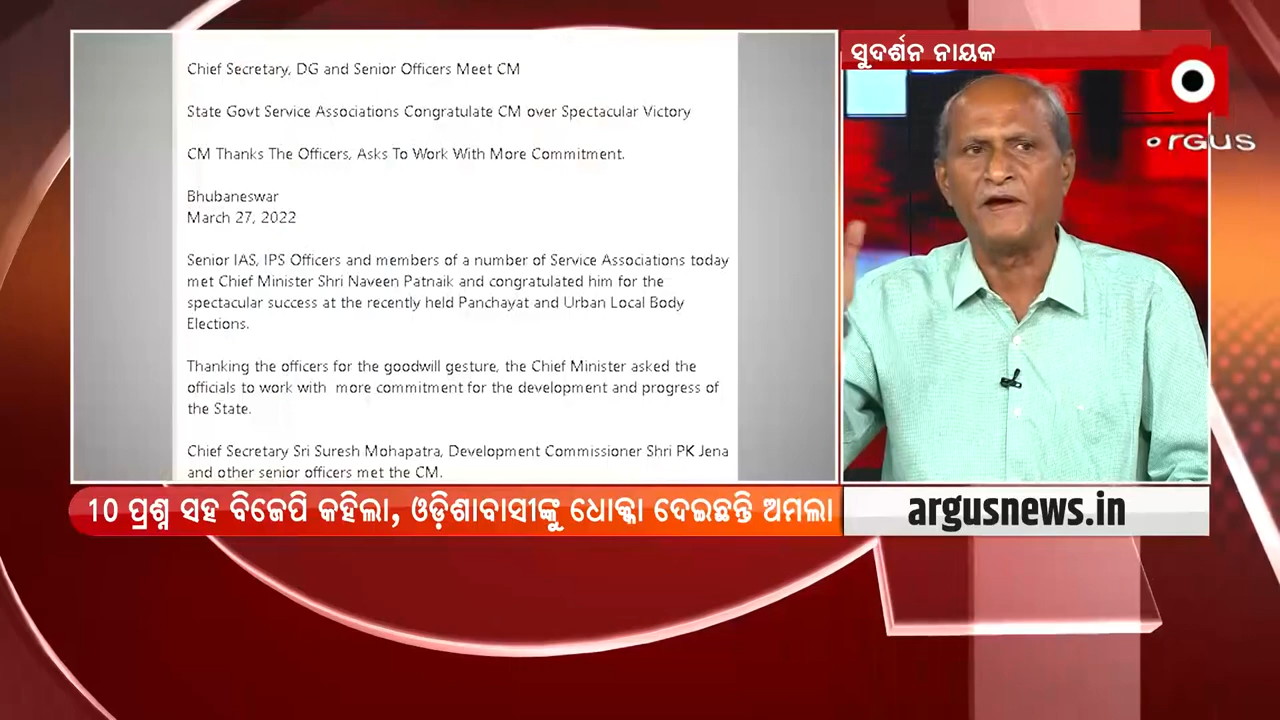 Chief Secretary, DG and Senior Officers Meet CM
State Govt Service Associations Congratulate CM over Spectacular Victory
CM Thanks The Officers, Asks To Work With More Commitment.
Bhubaneswar
March 27, 2022
Senior IAS, IPS Officers and members of a number of Service Associations today
met Chief Minister Shri Naveen Patnaik and congratulated him for the
spectacular success at the recently held Panchayat and Urban Local Body
Elections.
Thanking the officers for the goodwill gesture, the Chief Minister asked the
officials to work with more commitment for the development and progress of
the State.
Chief Secretary Sri Suresh Mohapatra, Development Commissioner Shri PK Jena
and other senior officers met the CM.
ସୁଦର୍ଶନ ନାୟକ
argus
10 ପ୍ରଶ୍ନ ସହ ବିଜେପି କହିଲା, ଓଡ଼ିଶାବାସୀଙ୍କୁ ଧୋକ୍କା ଦେଇଛନ୍ତି ଅମଲା
argusnews.in